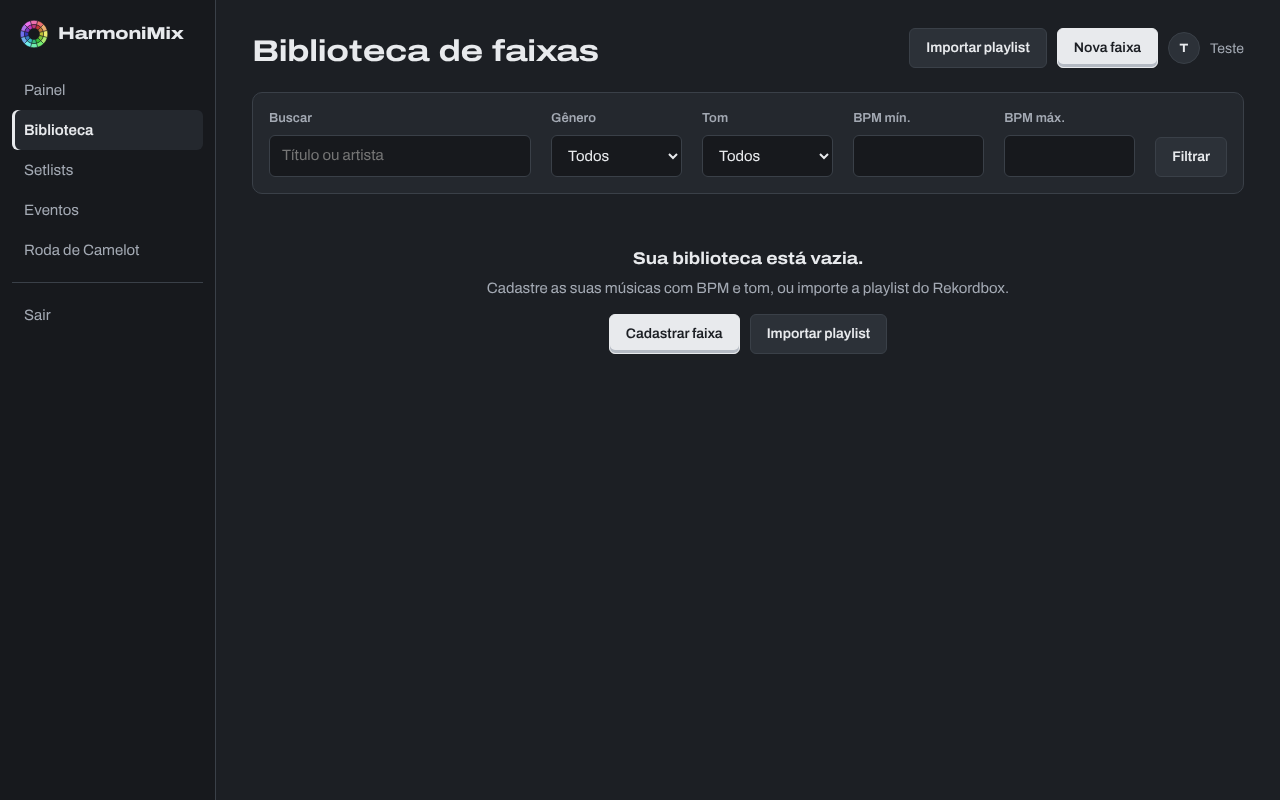 HarmoniMix
Painel
Biblioteca
Setlists
Eventos
Roda de Camelot
Sair
Biblioteca de faixas
Importar playlist
Nova faixa
T
Teste
Buscar
Gênero
Tom
BPM mín.
BPM máx.
Título ou artista
Todos
Todos
Filtrar
Sua biblioteca está vazia.
Cadastre as suas músicas com BPM e tom, ou importe a playlist do Rekordbox.
Cadastrar faixa
Importar playlist